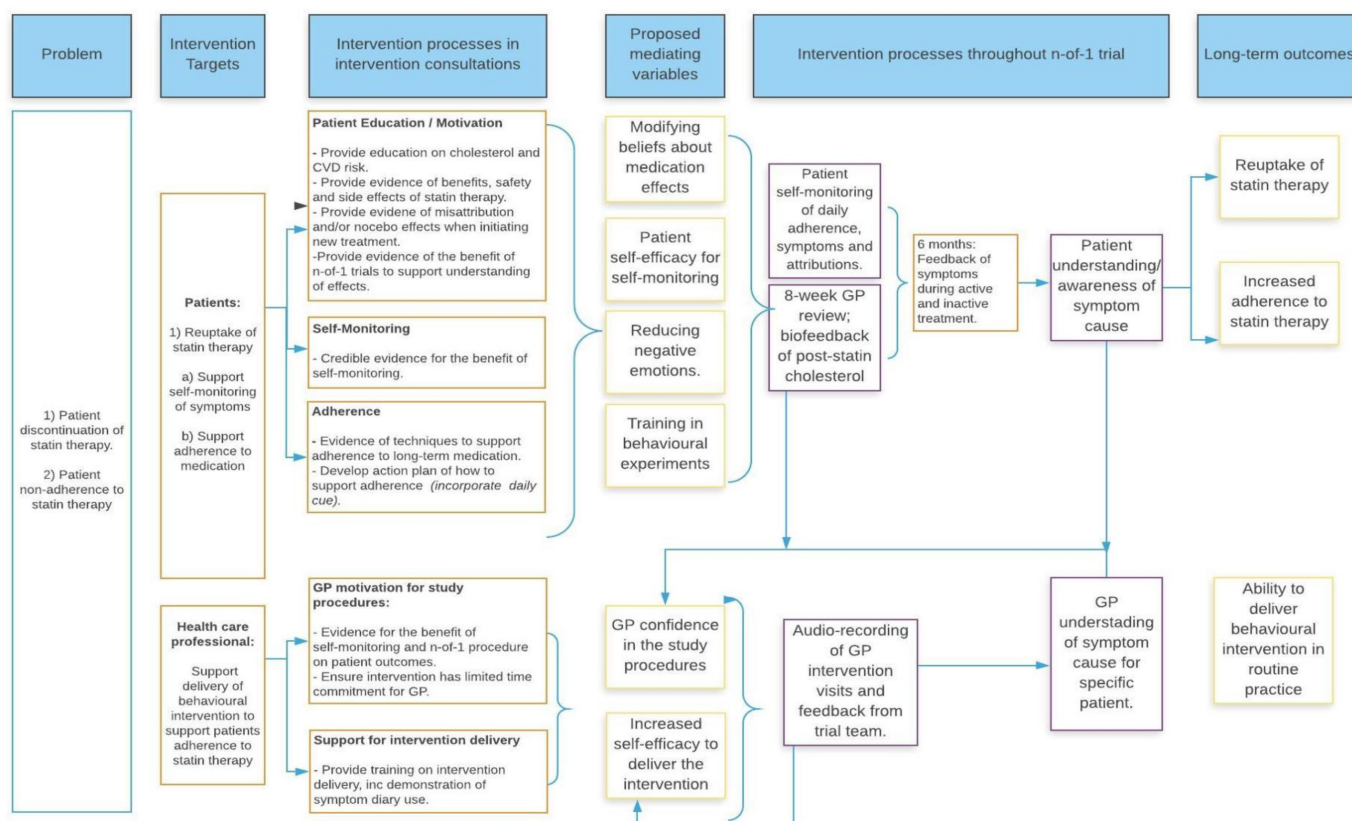 Problem
Intervention
Targets
Intervention processes in
intervention consultations
Proposed
mediating
variables
Intervention processes throughout n-of-1 trial
Long-term outcomes
1) Patient
discontinuation of
statin therapy.
2) Patient
non-adherence to
statin therapy
Patients:
1) Reuptake of
statin therapy
a) Support
self-monitoring
of symptoms
b) Support
adherence to
medication
Health care
professional:
Support
delivery of
behavioural
intervention to
support patients
adherence to
statin therapy
Patient Education / Motivation
- Provide education on cholesterol and
CVD risk.
- Provide evidence of benefits, safety
and side effects of statin therapy.
- Provide evidene of misattribution
and/or nocebo effects when initiating
new treatment.
-Provide evidence of the benefit of
n-of-1 trials to support understanding
of effects.
Self-Monitoring
- Credible evidence for the benefit of
self-monitoring.
Adherence
- Evidence of techniques to support
adherence to long-term medication.
- Develop action plan of how to
support adherence (incorporate daily
cue).
GP motivation for study
procedures:
- Evidence for the benefit of
self-monitoring and n-of-1 procedure
on patient outcomes.
- Ensure intervention has limited time
commitment for GP.
Support for intervention delivery
- Provide training on intervention
delivery, inc demonstration of
symptom diary use.
Modifying
beliefs about
medication
effects
Patient
self-efficacy for
self-monitoring
Reducing
negative
emotions.
Training in
behavioural
experiments
GP confidence
in the study
procedures
Increased
self-efficacy to
deliver the
intervention
Patient
self-monitoring
of daily
adherence,
symptoms and
attributions.
8-week GP
review;
biofeedback
of post-statin
cholesterol
6 months:
Feedback of
symptoms
during active
and inactive
treatment.
Patient
understanding/
awareness of
symptom
cause
Audio-recording
of GP
intervention
visits and
feedback from
trial team.
GP
understading
of symptom
cause for
specific
patient.
Reuptake of
statin therapy
Increased
adherence to
statin therapy
Ability to
deliver
behavioural
intervention in
routine
practice